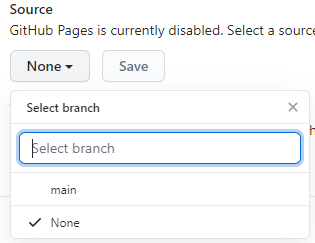 Source
GitHub Pages is currently disabled. Select a source
None
Save
Select branch
Select branch
main
None